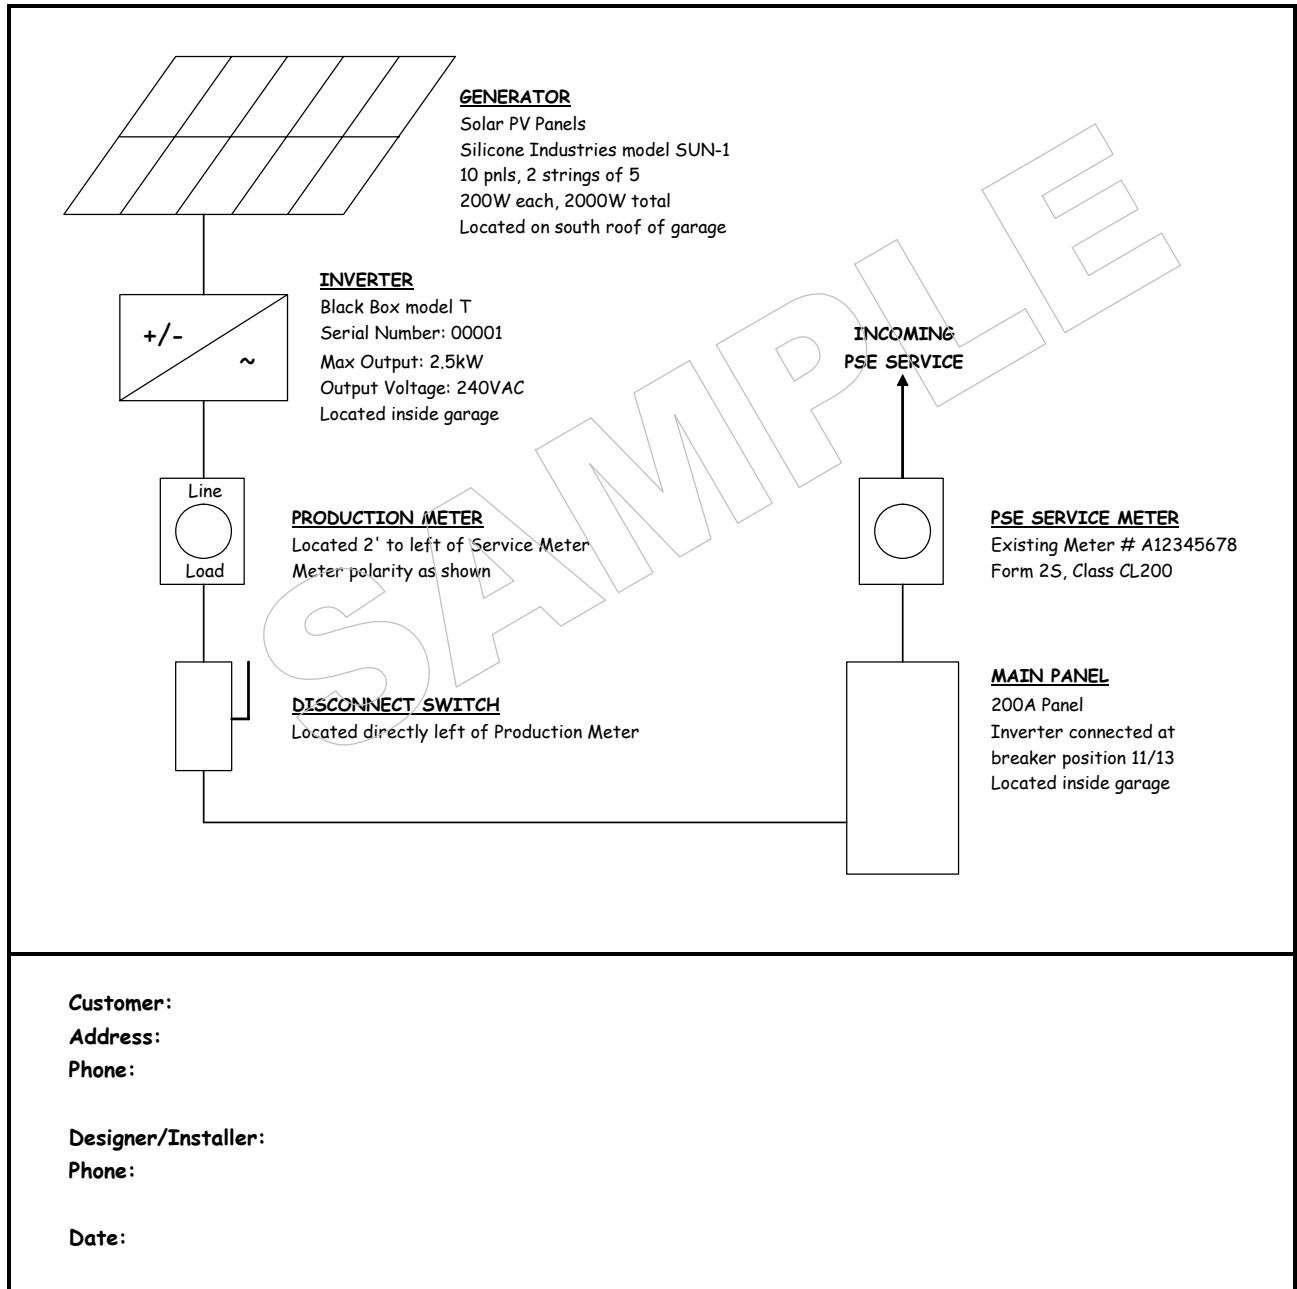 GENERATOR
Solar PV Panels
Silicone Industries model SUN-1
10 pnls, 2 strings of 5
200W each, 2000W total
Located on south roof of garage
INVERTER
Black Box model T
Serial Number: 00001
Max Output: 2.5kW
Output Voltage: 240VAC
Located inside garage
+/-
~
INCOMING
PSE SERVICE
Line
Load
PRODUCTION METER
Located 2' to left of Service Meter
Meter polarity as shown
PSE SERVICE METER
Existing Meter # A12345678
Form 2S, Class CL200
DISCONNECT SWITCH
Located directly left of Production Meter
MAIN PANEL
200A Panel
Inverter connected at
breaker position 11/13
Located inside garage
SAMPLE
Customer:
Address:
Phone:
Designer/Installer:
Phone:
Date: